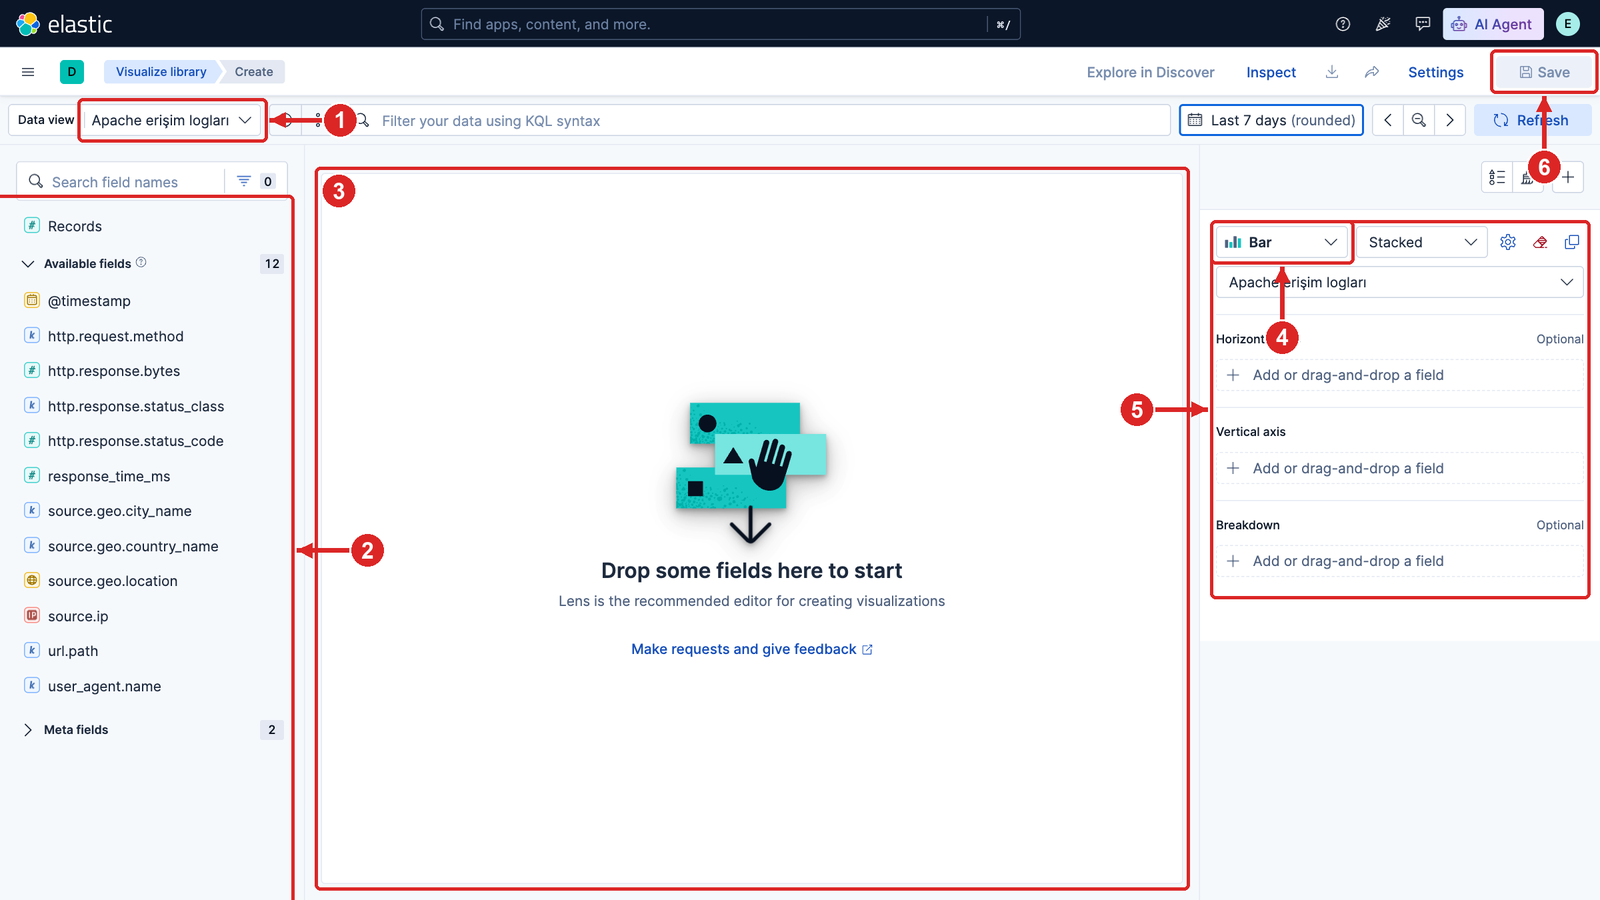 elastic
Find apps, content, and more.
⌘/
AI Agent
E
D
Visualize library
Create
Explore in Discover
Inspect
Settings
Save
Data view
Apache erişim logları
1
Filter your data using KQL syntax
Last 7 days (rounded)
Refresh
6
Search field names
0
3
Records
Available fields
12
@timestamp
http.request.method
http.response.bytes
http.response.status_class
http.response.status_code
response_time_ms
source.geo.city_name
source.geo.country_name
source.geo.location
source.ip
url.path
user_agent.name
Meta fields
2
2
Drop some fields here to start
Lens is the recommended editor for creating visualizations
Make requests and give feedback
Bar
Stacked
Apache erişim logları
4
Horizont
Optional
Add or drag-and-drop a field
5
Vertical axis
Add or drag-and-drop a field
Breakdown
Optional
Add or drag-and-drop a field